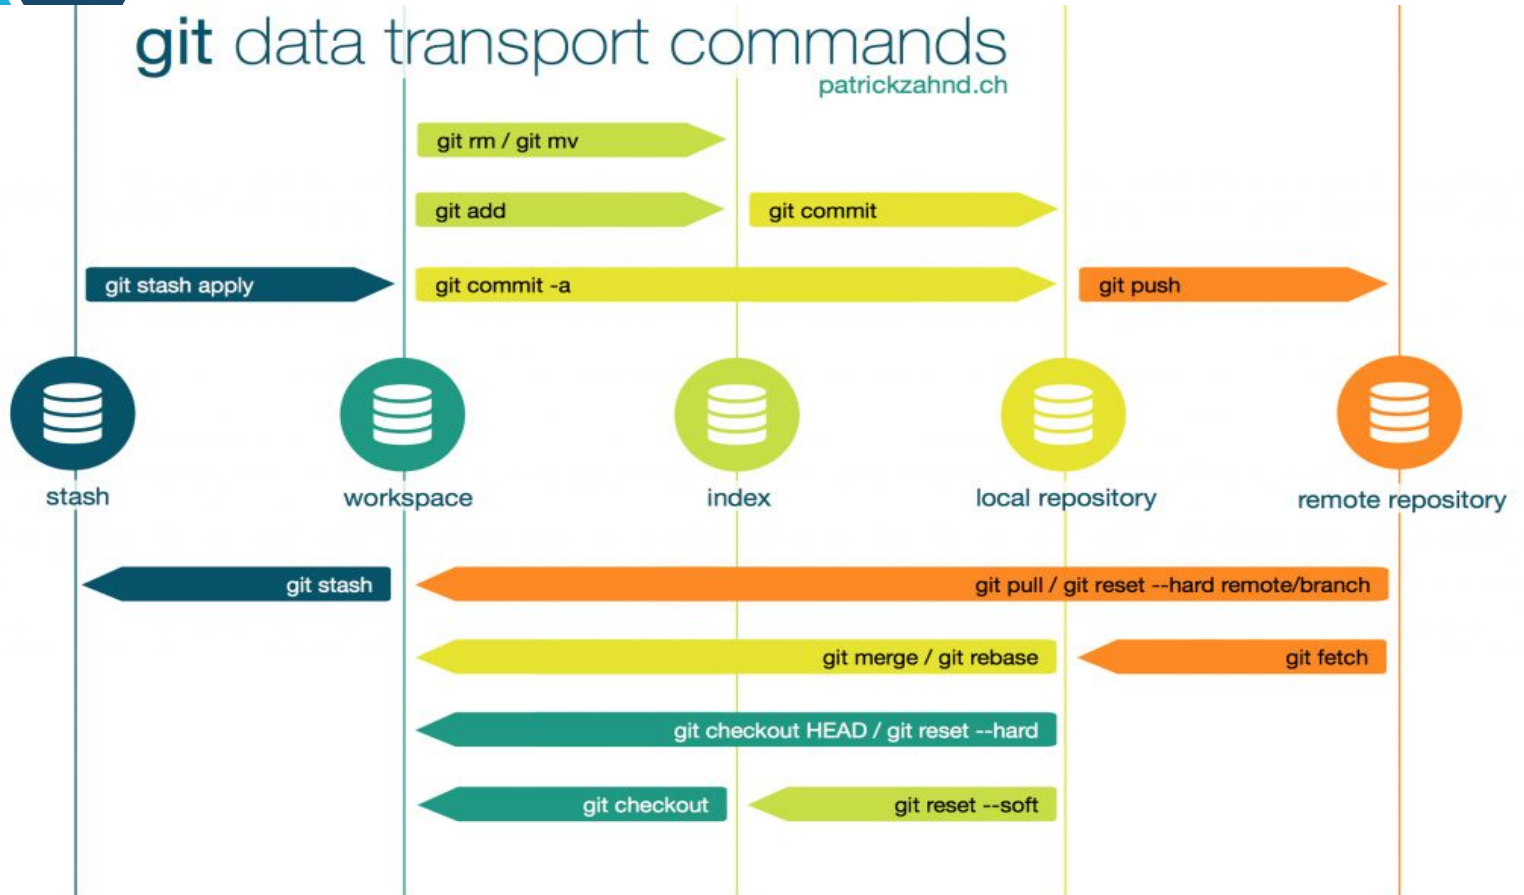 git data transport commands
patrickzahnd.ch
git rm / git mv
git add
git commit
git stash apply
git commit -a
git push
stash
workspace
index
local repository
remote repository
git stash
git pull / git reset --hard remote/branch
git merge / git rebase
git fetch
git checkout HEAD / git reset --hard
git checkout
git reset --soft